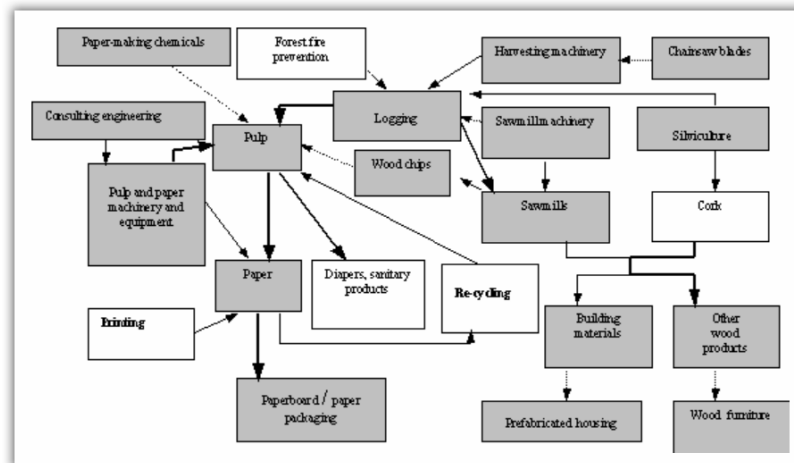 Paper-making chemicals
Forest fire
prevention
Harvesting machinery
Chainsaw blades
Consulting engineering
Logging
Sawmill machinery
Silviculture
Pulp
Wood chips
Pulp and paper
machinery and
equipment
Sawmills
Cork
Paper
Diapers, sanitary
products
Re-cycling
Printing
Building
materials
Other
wood
products
Paperboard / paper
packaging
Prefabricated housing
Wood furniture